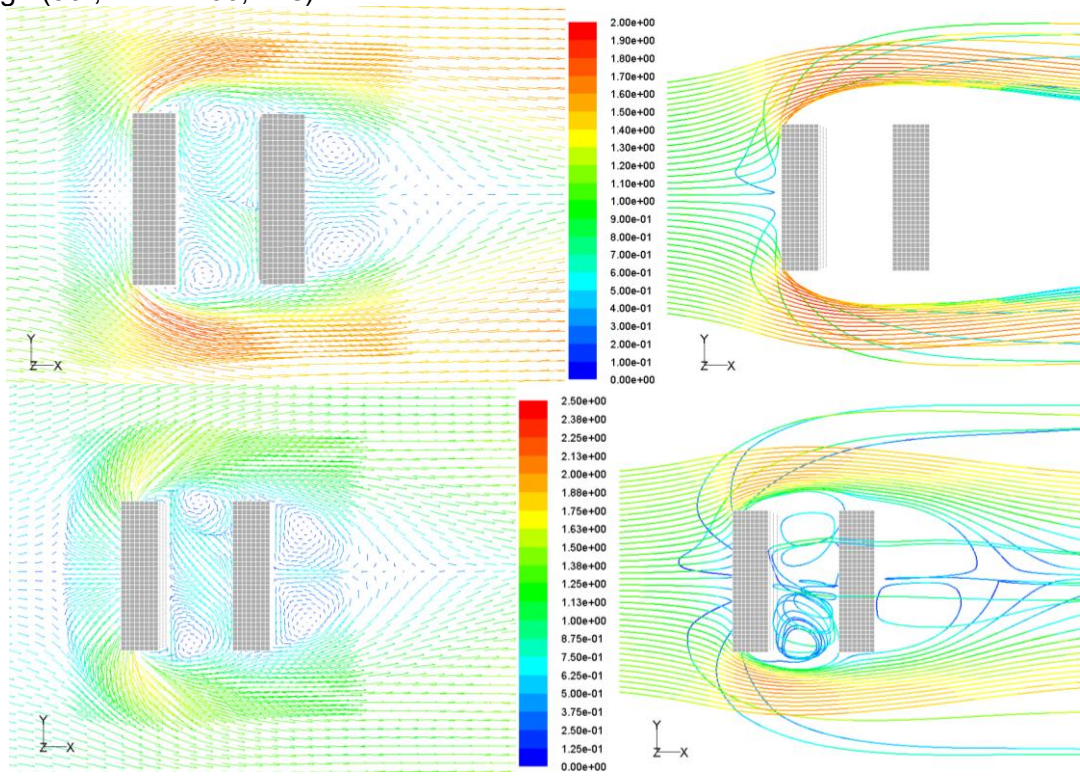 2.00e+00
1.90e+00
1.80e+00
1.70e+00
1.60e+00
1.50e+00
1.40e+00
1.30e+00
1.20e+00
1.10e+00
1.00e+00
9.00e-01
8.00e-01
7.00e-01
6.00e-01
5.00e-01
4.00e-01
3.00e-01
2.00e-01
1.00e-01
0.00e+00
Y
Z X
Y
Z X
2.50e+00
2.38e+00
2.25e+00
2.13e+00
2.00e+00
1.88e+00
1.75e+00
1.63e+00
1.50e+00
1.38e+00
1.25e+00
1.13e+00
1.00e+00
8.75e-01
7.50e-01
6.25e-01
5.00e-01
3.75e-01
2.50e-01
1.25e-01
0.00e+00
Y
Z X
Y
Z X